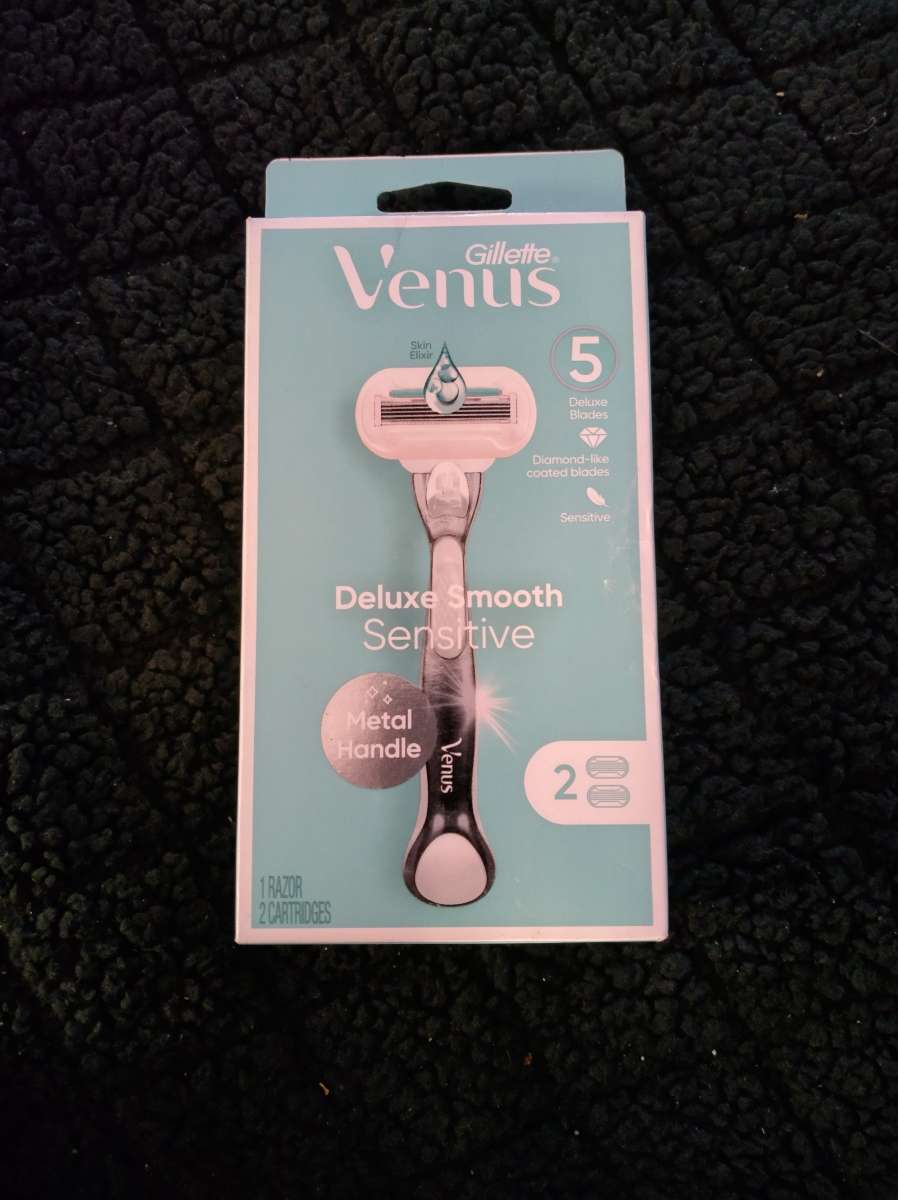 Gillette®
Venus
Skin
Elixir
5
Deluxe
Blades
Diamond-like
coated blades
Sensitive
Deluxe Smooth
Sensitive
Metal
Handle
Venus
2
1 RAZOR
2 CARTRIDGES